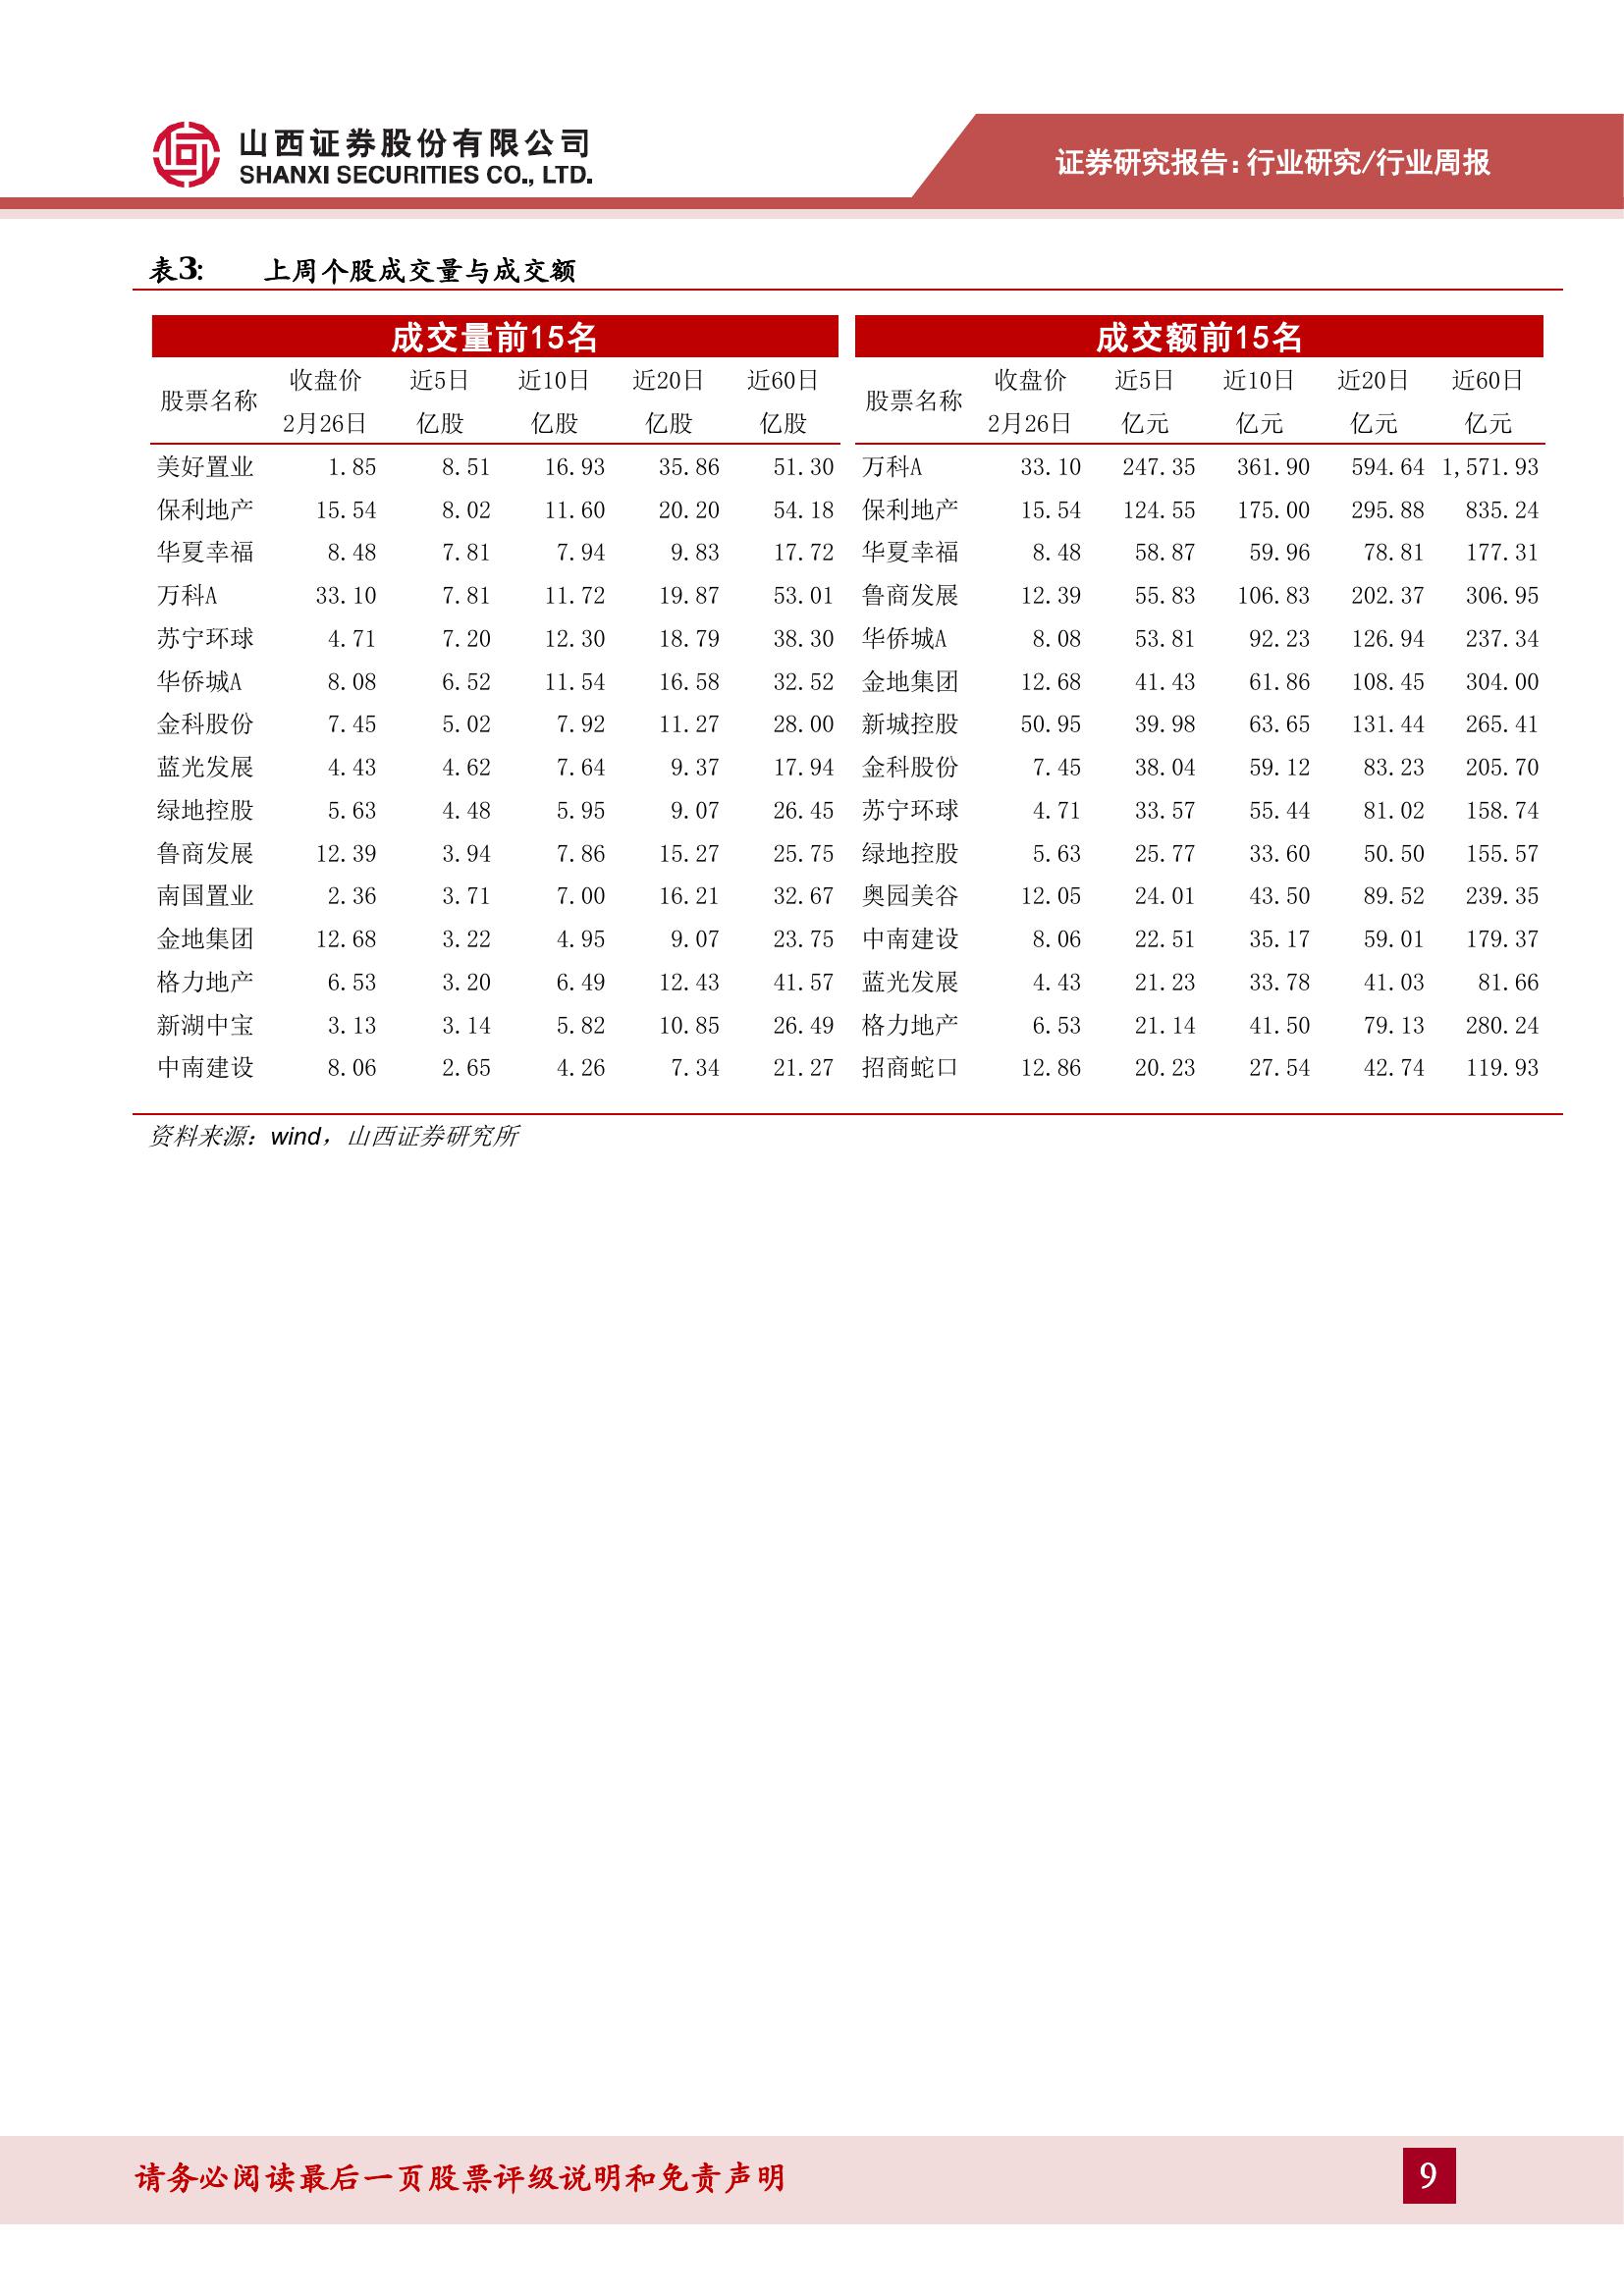 山西证券股份有限公司
SHANXI SECURITIES CO., LTD.
证券研究报告:行业研究/行业周报
表3: 上周个股成交量与成交额
成交量前15名 成交额前15名
股票名称 收盘价 近5日 近10日 近20日 近60日 股票名称 收盘价 近5日 近10日 近20日 近60日
2月26日 亿股 亿股 亿股 亿股 2月26日 亿元 亿元 亿元 亿元
美好置业 1.85 8.51 16.93 35.86 51.30 万科A 33.10 247.35 361.90 594.64 1,571.93
保利地产 15.54 8.02 11.60 20.20 54.18 保利地产 15.54 124.55 175.00 295.88 835.24
华夏幸福 8.48 7.81 7.94 9.83 17.72 华夏幸福 8.48 58.87 59.96 78.81 177.31
万科A 33.10 7.81 11.72 19.87 53.01 鲁商发展 12.39 55.83 106.83 202.37 306.95
苏宁环球 4.71 7.20 12.30 18.79 38.30 华侨城A 8.08 53.81 92.23 126.94 237.34
华侨城A 8.08 6.52 11.54 16.58 32.52 金地集团 12.68 41.43 61.86 108.45 304.00
金科股份 7.45 5.02 7.92 11.27 28.00 新城控股 50.95 39.98 63.65 131.44 265.41
蓝光发展 4.43 4.62 7.64 9.37 17.94 金科股份 7.45 38.04 59.12 83.23 205.70
绿地控股 5.63 4.48 5.95 9.07 26.45 苏宁环球 4.71 33.57 55.44 81.02 158.74
鲁商发展 12.39 3.94 7.86 15.27 25.75 绿地控股 5.63 25.77 33.60 50.50 155.57
南国置业 2.36 3.71 7.00 16.21 32.67 奥园美谷 12.05 24.01 43.50 89.52 239.35
金地集团 12.68 3.22 4.95 9.07 23.75 中南建设 8.06 22.51 35.17 59.01 179.37
格力地产 6.53 3.20 6.49 12.43 41.57 蓝光发展 4.43 21.23 33.78 41.03 81.66
新湖中宝 3.13 3.14 5.82 10.85 26.49 格力地产 6.53 21.14 41.50 79.13 280.24
中南建设 8.06 2.65 4.26 7.34 21.27 招商蛇口 12.86 20.23 27.54 42.74 119.93
资料来源：wind，山西证券研究所
请务必阅读最后一页股票评级说明和免责声明 9